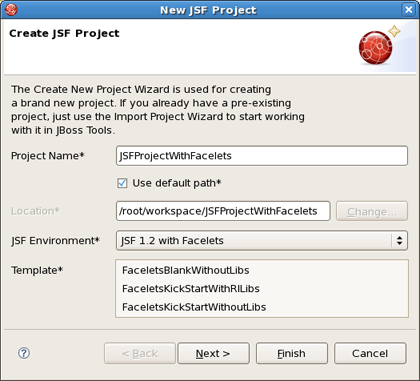 New JSF Project
Create JSF Project
The Create New Project Wizard is used for creating
a brand new project. If you already have a pre-existing
project, just use the Import Project Wizard to start working
with it in JBoss Tools.
Project Name* JSFProjectWithFacelets
Use default path*
Location* /root/workspace/JSFProjectWithFacelets Change...
JSF Environment* JSF 1.2 with Facelets
Template* FaceletsBlankWithoutLibs
FaceletsKickStartWithRILibs
FaceletsKickStartWithoutLibs
? < Back Next > Finish Cancel